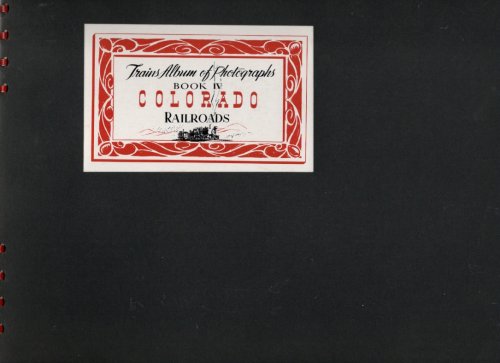 Trains Album of Photographs
BOOK IV
COLORADO
RAILROADS